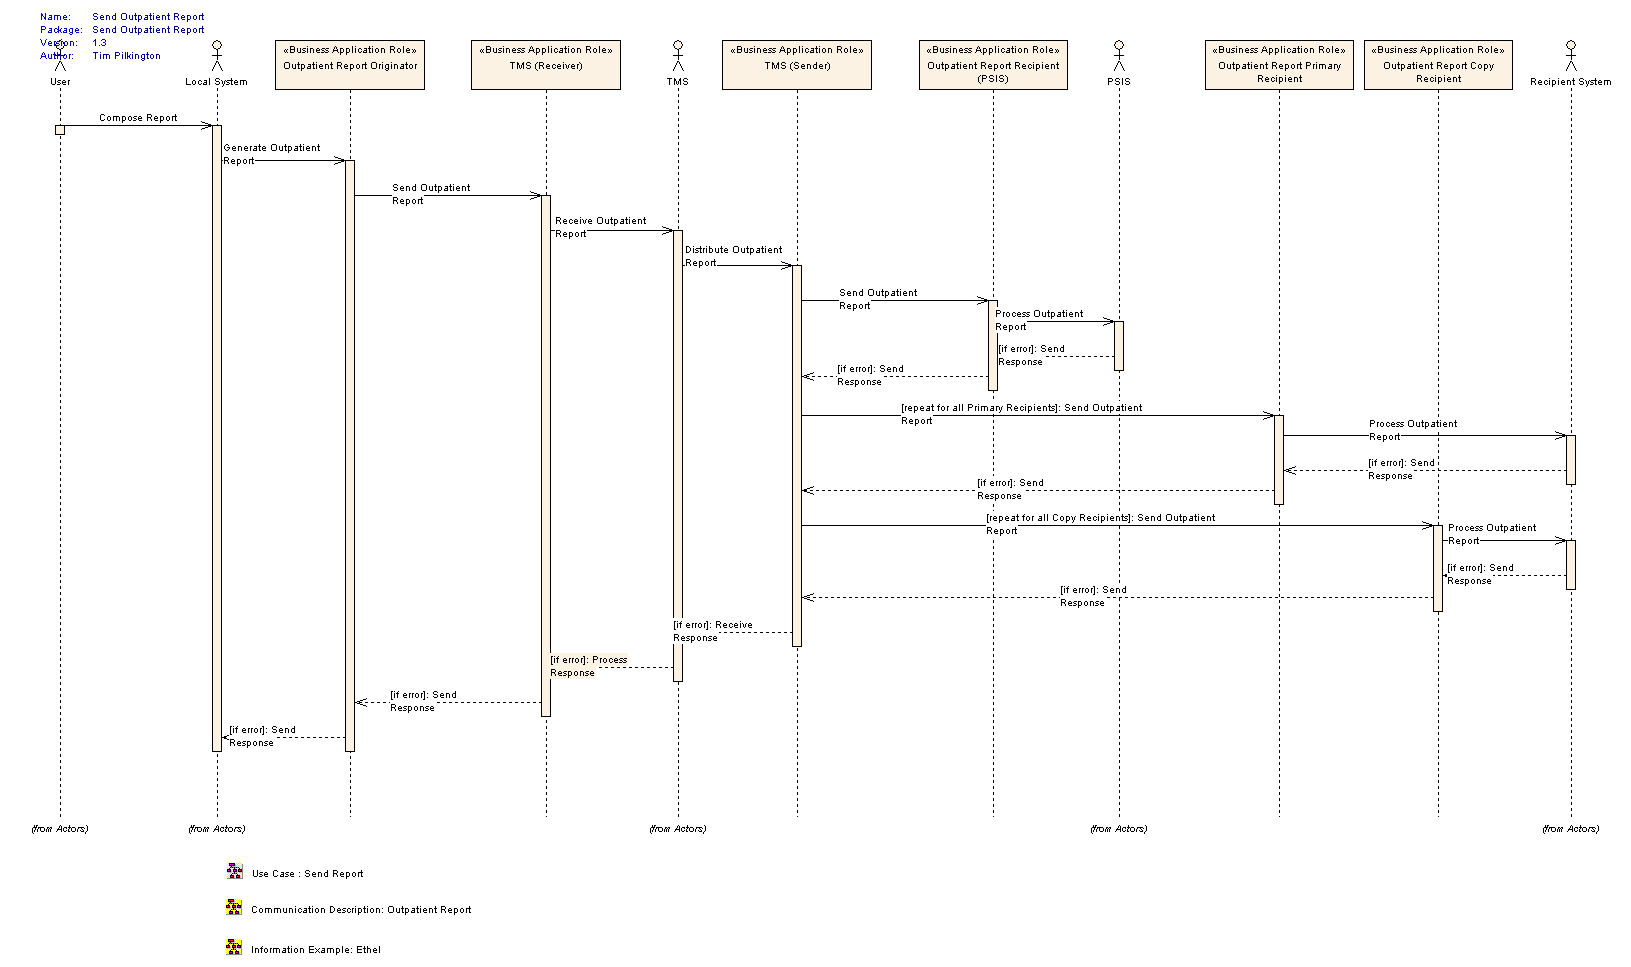 Name: Send Outpatient Report
Package: Send Outpatient Report
Version: 1.3
Author: Tim Pilkington
User
Local System
«Business Application Role»
Outpatient Report Originator
«Business Application Role»
TMS (Receiver)
TMS
«Business Application Role»
TMS (Sender)
«Business Application Role»
Outpatient Report Recipient
(PSIS)
PSIS
«Business Application Role»
Outpatient Report Primary
Recipient
«Business Application Role»
Outpatient Report Copy
Recipient
Recipient System
Compose Report
Generate Outpatient
Report
Send Outpatient
Report
Receive Outpatient
Report
Distribute Outpatient
Report
Send Outpatient
Report
Process Outpatient
Report
[if error]: Send
Response
[if error]: Send
Response
[repeat for all Primary Recipients]: Send Outpatient
Report
Process Outpatient
Report
[if error]: Send
Response
[if error]: Send
Response
[repeat for all Copy Recipients]: Send Outpatient
Report
Process Outpatient
Report
[if error]: Send
Response
[if error]: Send
Response
[if error]: Receive
Response
[if error]: Process
Response
[if error]: Send
Response
[if error]: Send
Response
(from Actors)
(from Actors)
(from Actors)
(from Actors)
(from Actors)
Use Case : Send Report
Communication Description: Outpatient Report
Information Example: Ethel